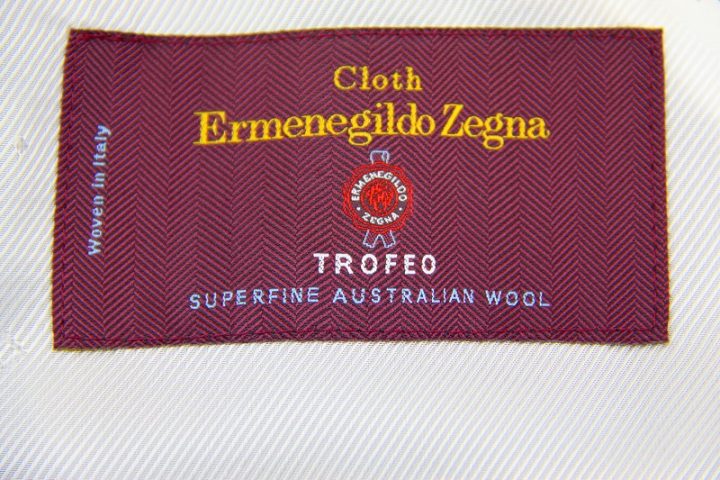 Cloth
Ermenegildo Zegna
ERMENEGILDO
ZEGNA
TROFEO
SUPERFINE AUSTRALIAN WOOL
Woven in Italy